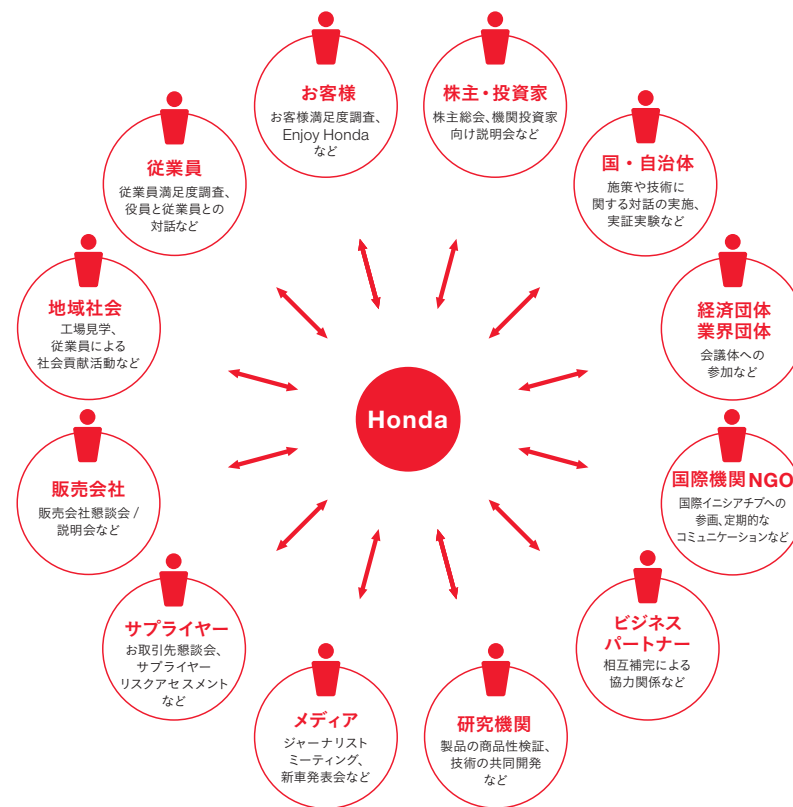 お客様
お客様満足度調査、
Enjoy Honda
など
株主・投資家
株主総会、機関投資家
向け説明会など
国・自治体
施策や技術に
関する対話の実施、
実証実験など
経済団体
業界団体
会議体への
参加など
国際機関NGO
国際イニシアチブへの
参画、定期的な
コミュニケーションなど
ビジネス
パートナー
相互補完による
協力関係など
研究機関
製品の商品性検証、
技術の共同開発
など
メディア
ジャーナリスト
ミーティング、
新車発表会など
サプライヤー
お取引先懇談会、
サプライヤー
リスクアセスメント
など
販売会社
販売会社懇談会/
説明会など
地域社会
工場見学、
従業員による
社会貢献活動など
従業員
従業員満足度調査、
役員と従業員との
対話など
Honda